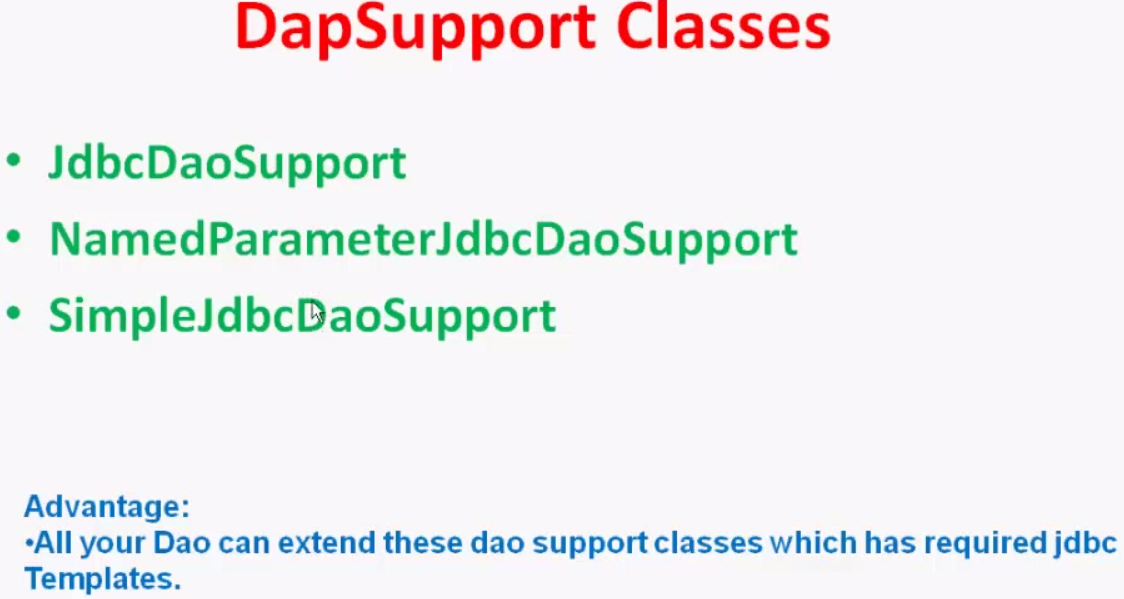 DapSupport Classes
• JdbcDaoSupport
• NamedParameterJdbcDaoSupport
• SimpleJdbcDaoSupport
Advantage:
•All your Dao can extend these dao support classes which has required jdbc
Templates.